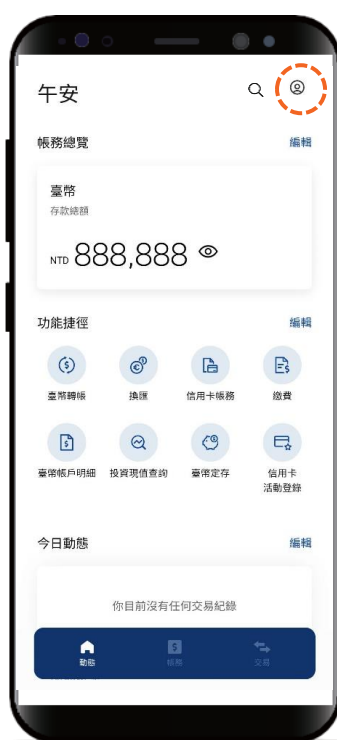 午安
帳務總覽 編輯
臺幣
存款總額
NTD 888,888
功能捷徑 編輯
臺幣轉帳 換匯 信用卡帳務 繳費
臺幣帳戶明細 投資現值查詢 臺幣定存 信用卡
活動登錄
今日動態 編輯
你目前沒有任何交易紀錄
動態 帳務 交易